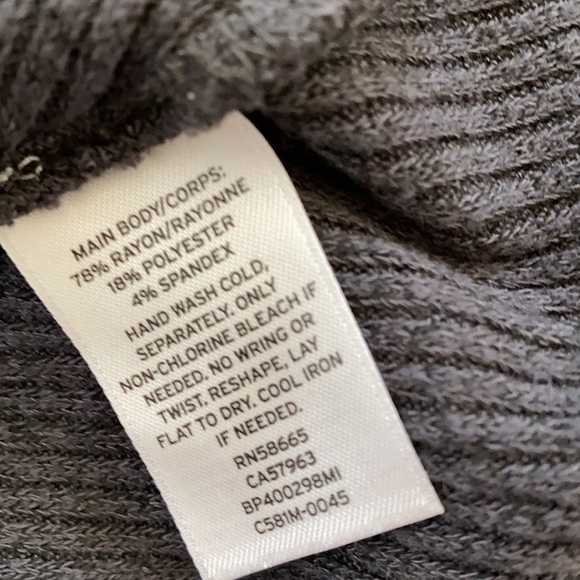 MAIN BODY/CORPS:
78% RAYON/RAYONNE
18% POLYESTER
4% SPANDEX
HAND WASH COLD,
SEPARATELY. ONLY
NON-CHLORINE BLEACH IF
NEEDED. NO WRING OR
TWIST. RESHAPE, LAY
FLAT TO DRY. COOL IRON
IF NEEDED.
RN58665
CA57963
BP400298MI
C581M-0045